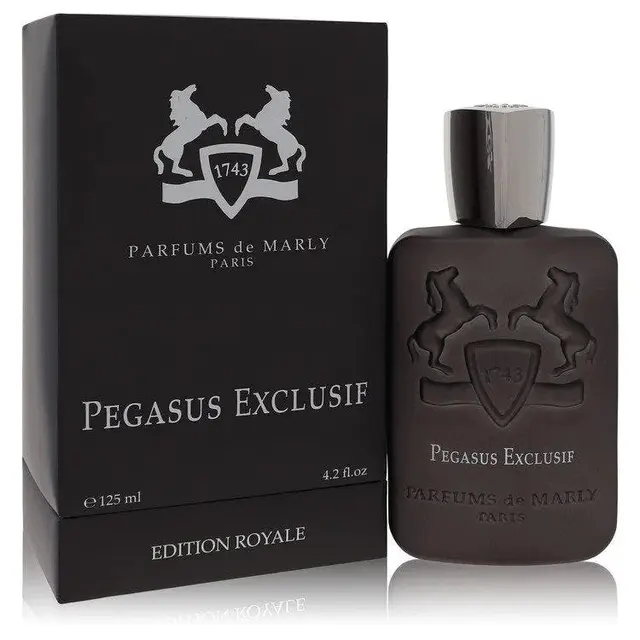 1743
PARFUMS de MARLY
PARIS
PEGASUS EXCLUSIF
4.2 fl.oz
℮ 125 ml
EDITION ROYALE
1743
PEGASUS EXCLUSIF
PARFUMS de MARLY
PARIS